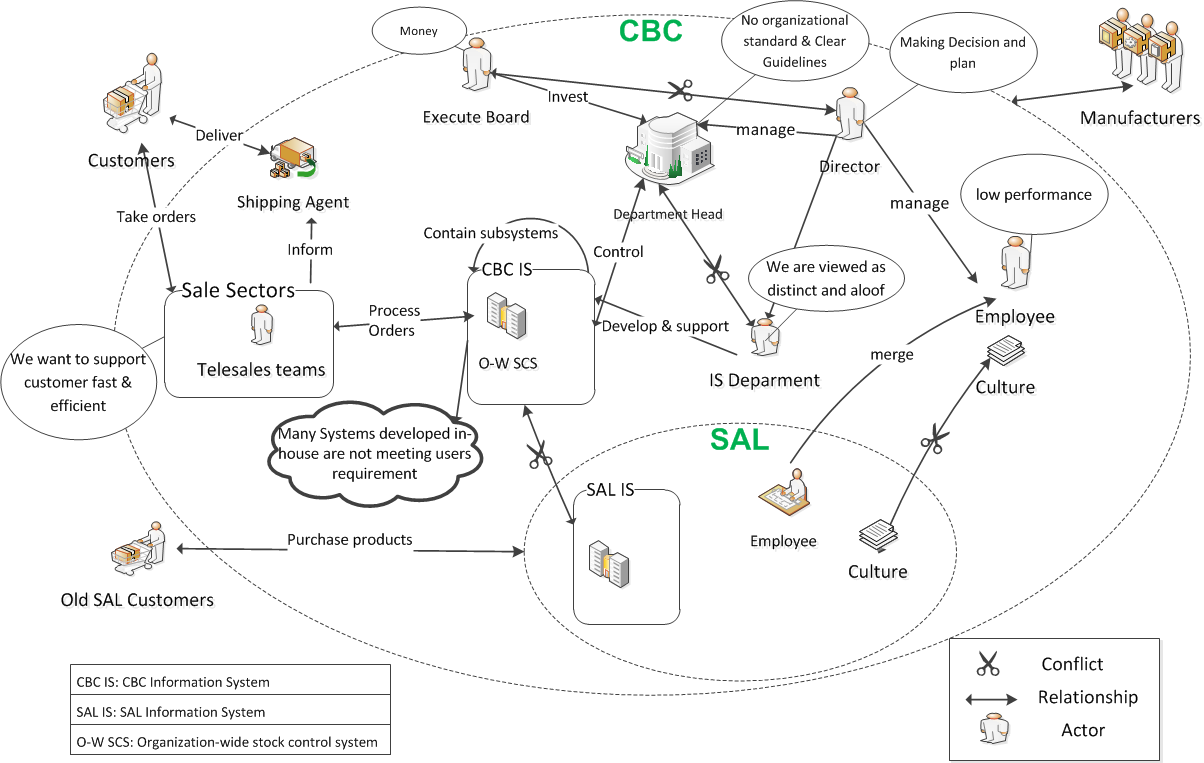 Money
CBC
No organizational
standard & Clear
Guidelines
Making Decision and
plan
Execute Board
Invest
manage
Director
Manufacturers
Customers
Deliver
Shipping Agent
Take orders
Inform
Department Head
manage
low performance
Contain subsystems
Control
CBC IS
We are viewed as
distinct and aloof
Sale Sectors
Process
Orders
Develop & support
Employee
We want to support
customer fast &
efficient
Telesales teams
O-W SCS
IS Deparment
merge
Culture
Many Systems developed in-
house are not meeting users
requirement
SAL
SAL IS
Purchase products
Employee
Culture
Old SAL Customers
CBC IS: CBC Information System
SAL IS: SAL Information System
O-W SCS: Organization-wide stock control system
Conflict
Relationship
Actor